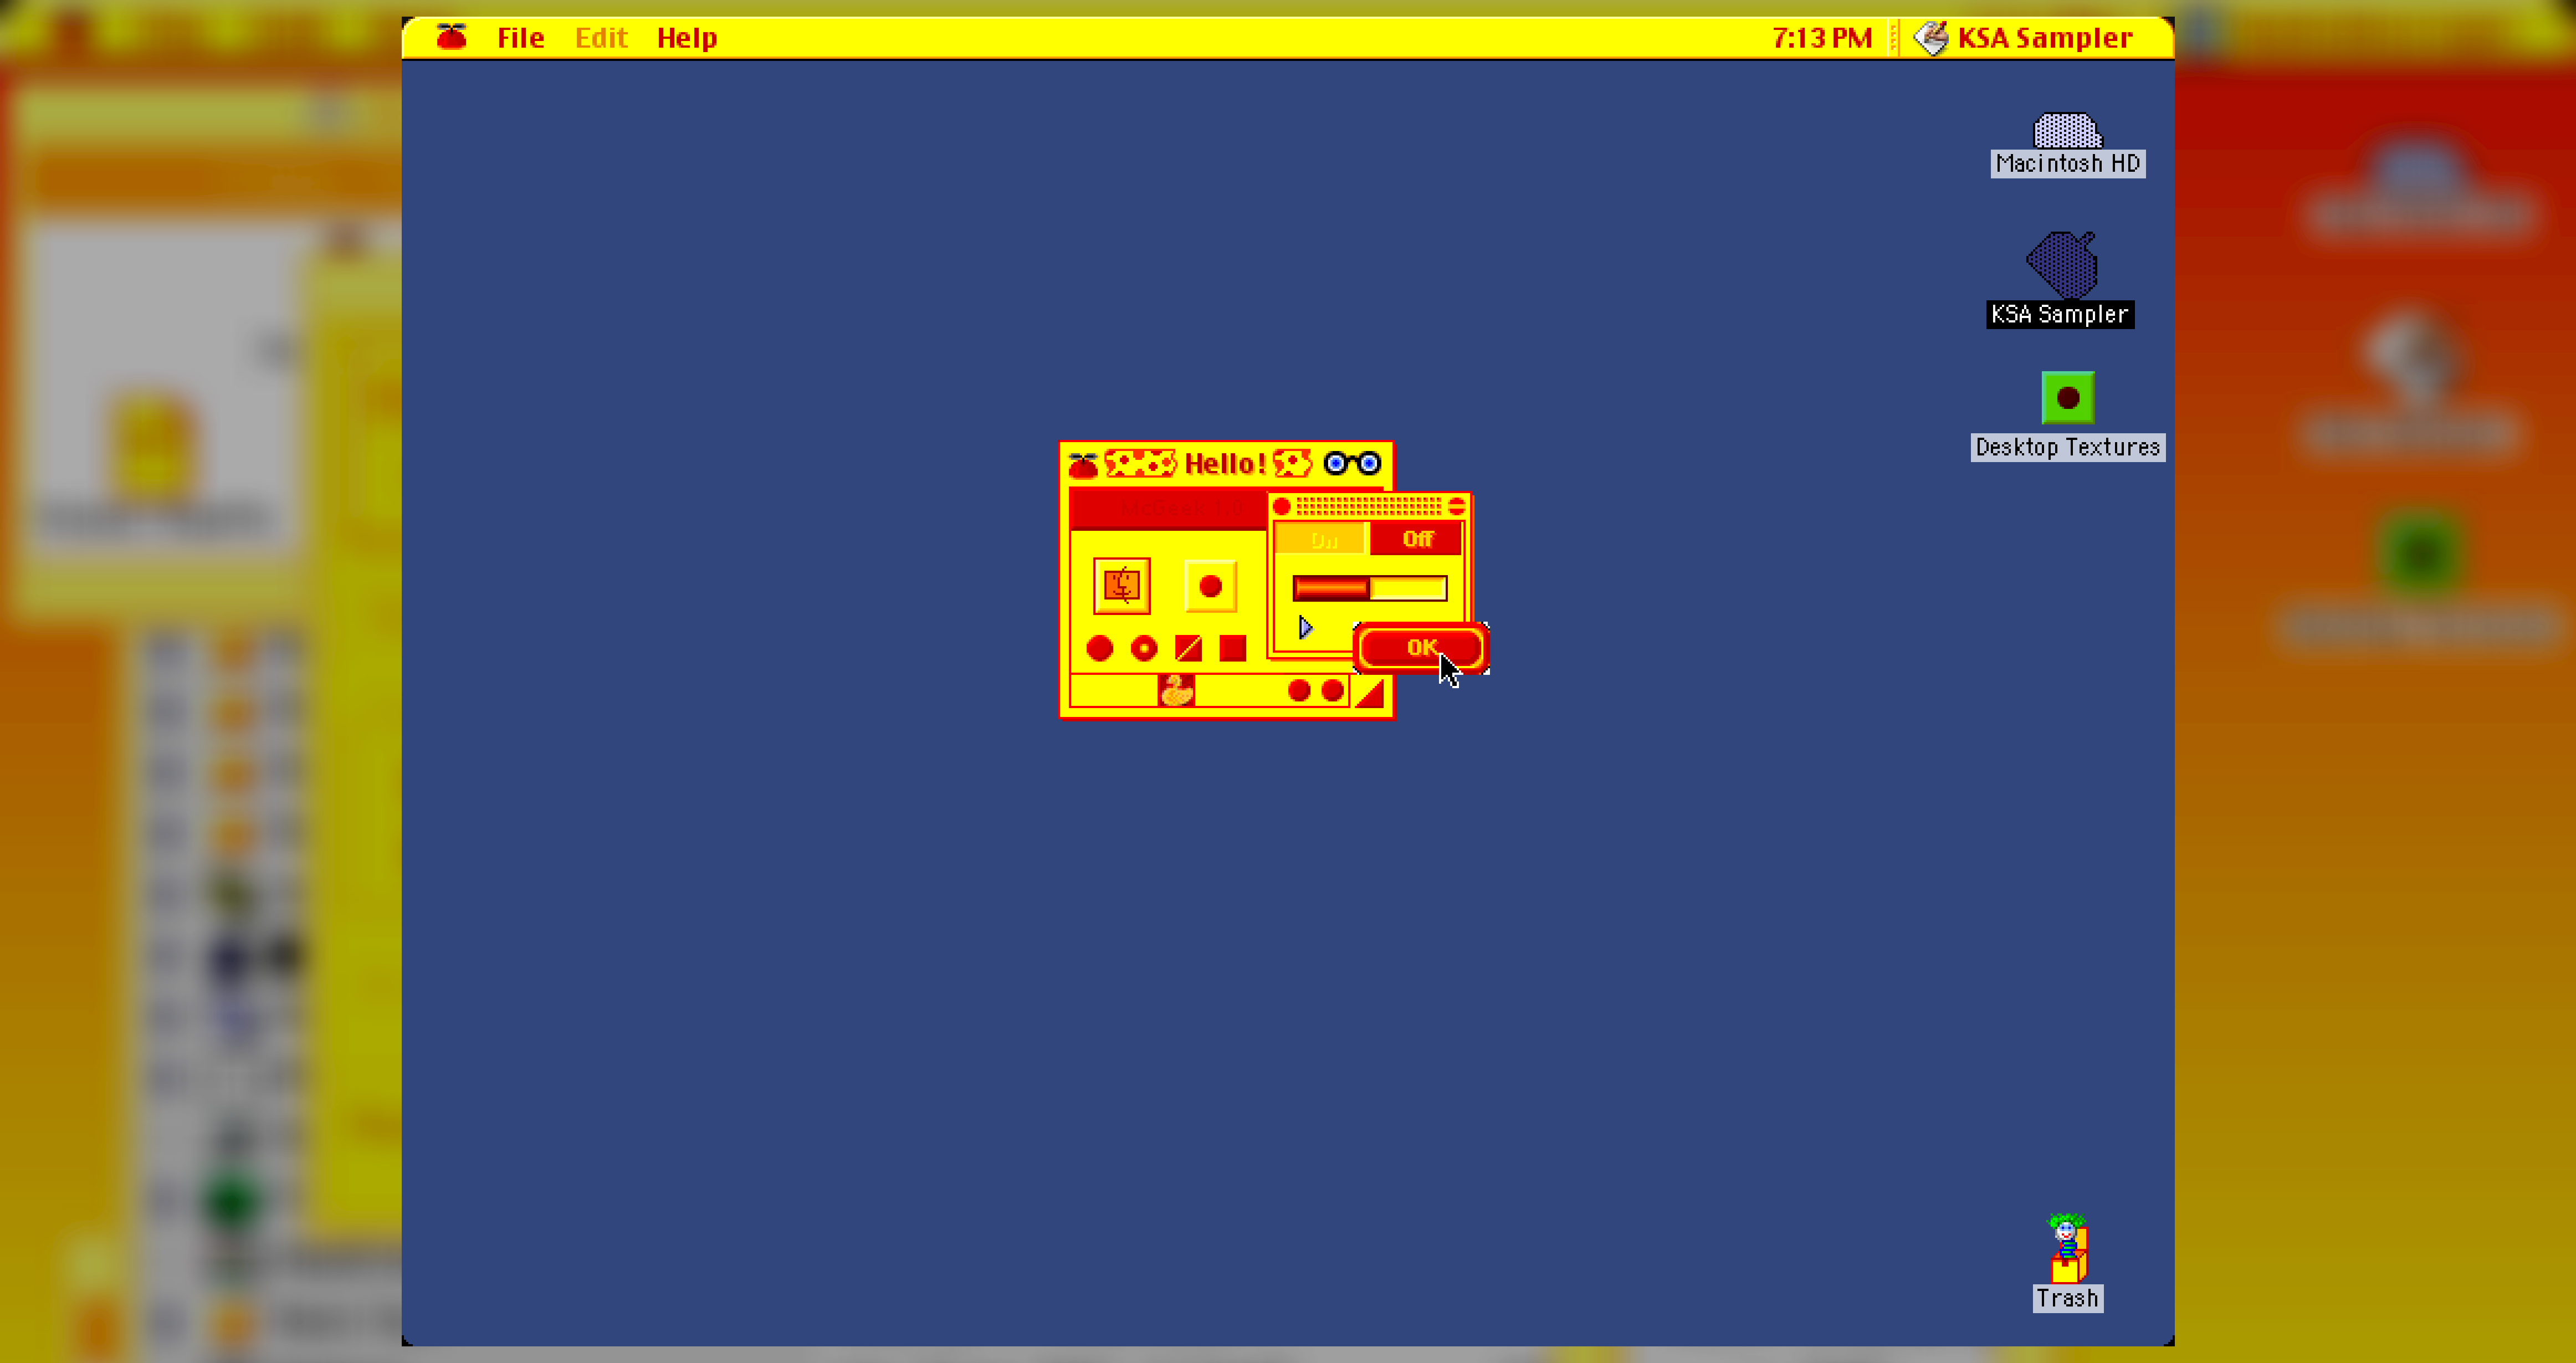 File Edit Help 7:13 PM KSA Sampler
Macintosh HD
KSA Sampler
Desktop Textures
Hello!
On Off
OK
Trash